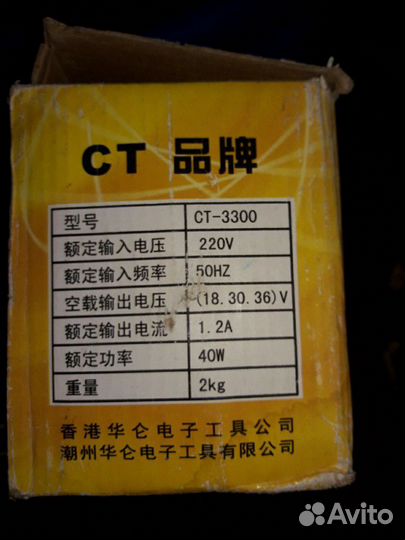 CT 品牌
型号 CT-3300
额定输入电压 220V
额定输入频率 50HZ
空载输出电压 (18.30.36)V
额定输出电流 1.2A
额定功率 40W
重量 2kg
香港华仑电子工具公司
潮州华仑电子工具有限公司
Avito